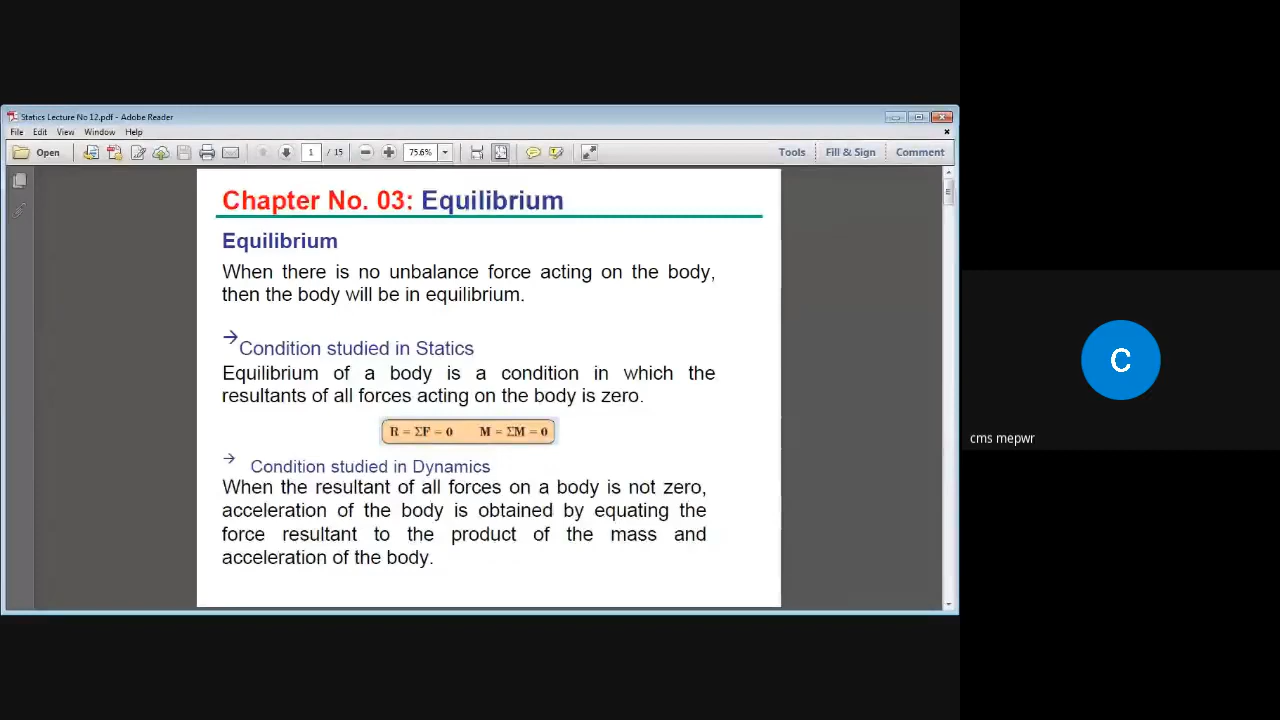 Statics Lecture No 12.pdf - Adobe Reader
File Edit View Window Help
Open 1 / 15 75.6% Tools Fill & Sign Comment
Chapter No. 03: Equilibrium
Equilibrium
When there is no unbalance force acting on the body,
then the body will be in equilibrium.
→Condition studied in Statics
Equilibrium of a body is a condition in which the
resultants of all forces acting on the body is zero.
R = ΣF = 0 M = ΣM = 0
→ Condition studied in Dynamics
When the resultant of all forces on a body is not zero,
acceleration of the body is obtained by equating the
force resultant to the product of the mass and
acceleration of the body.
C
cms mepwr